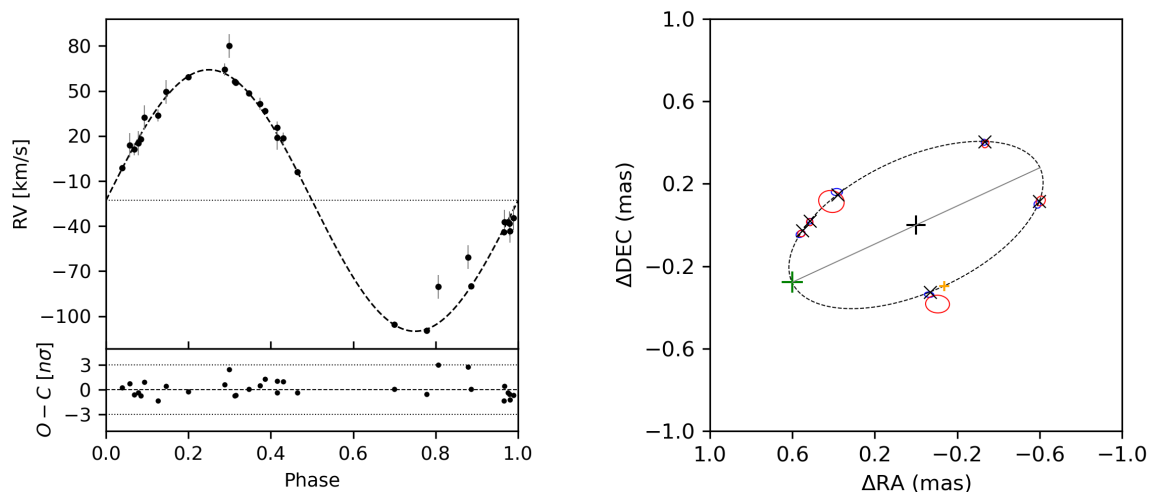 80
50
20
−10
−40
−70
−100
RV [km/s]
3
0
−3
O − C [nσ]
0.0 0.2 0.4 0.6 0.8 1.0
Phase
1.0
0.6
0.2
−0.2
−0.6
−1.0
ΔDEC (mas)
1.0 0.6 0.2 −0.2 −0.6 −1.0
ΔRA (mas)